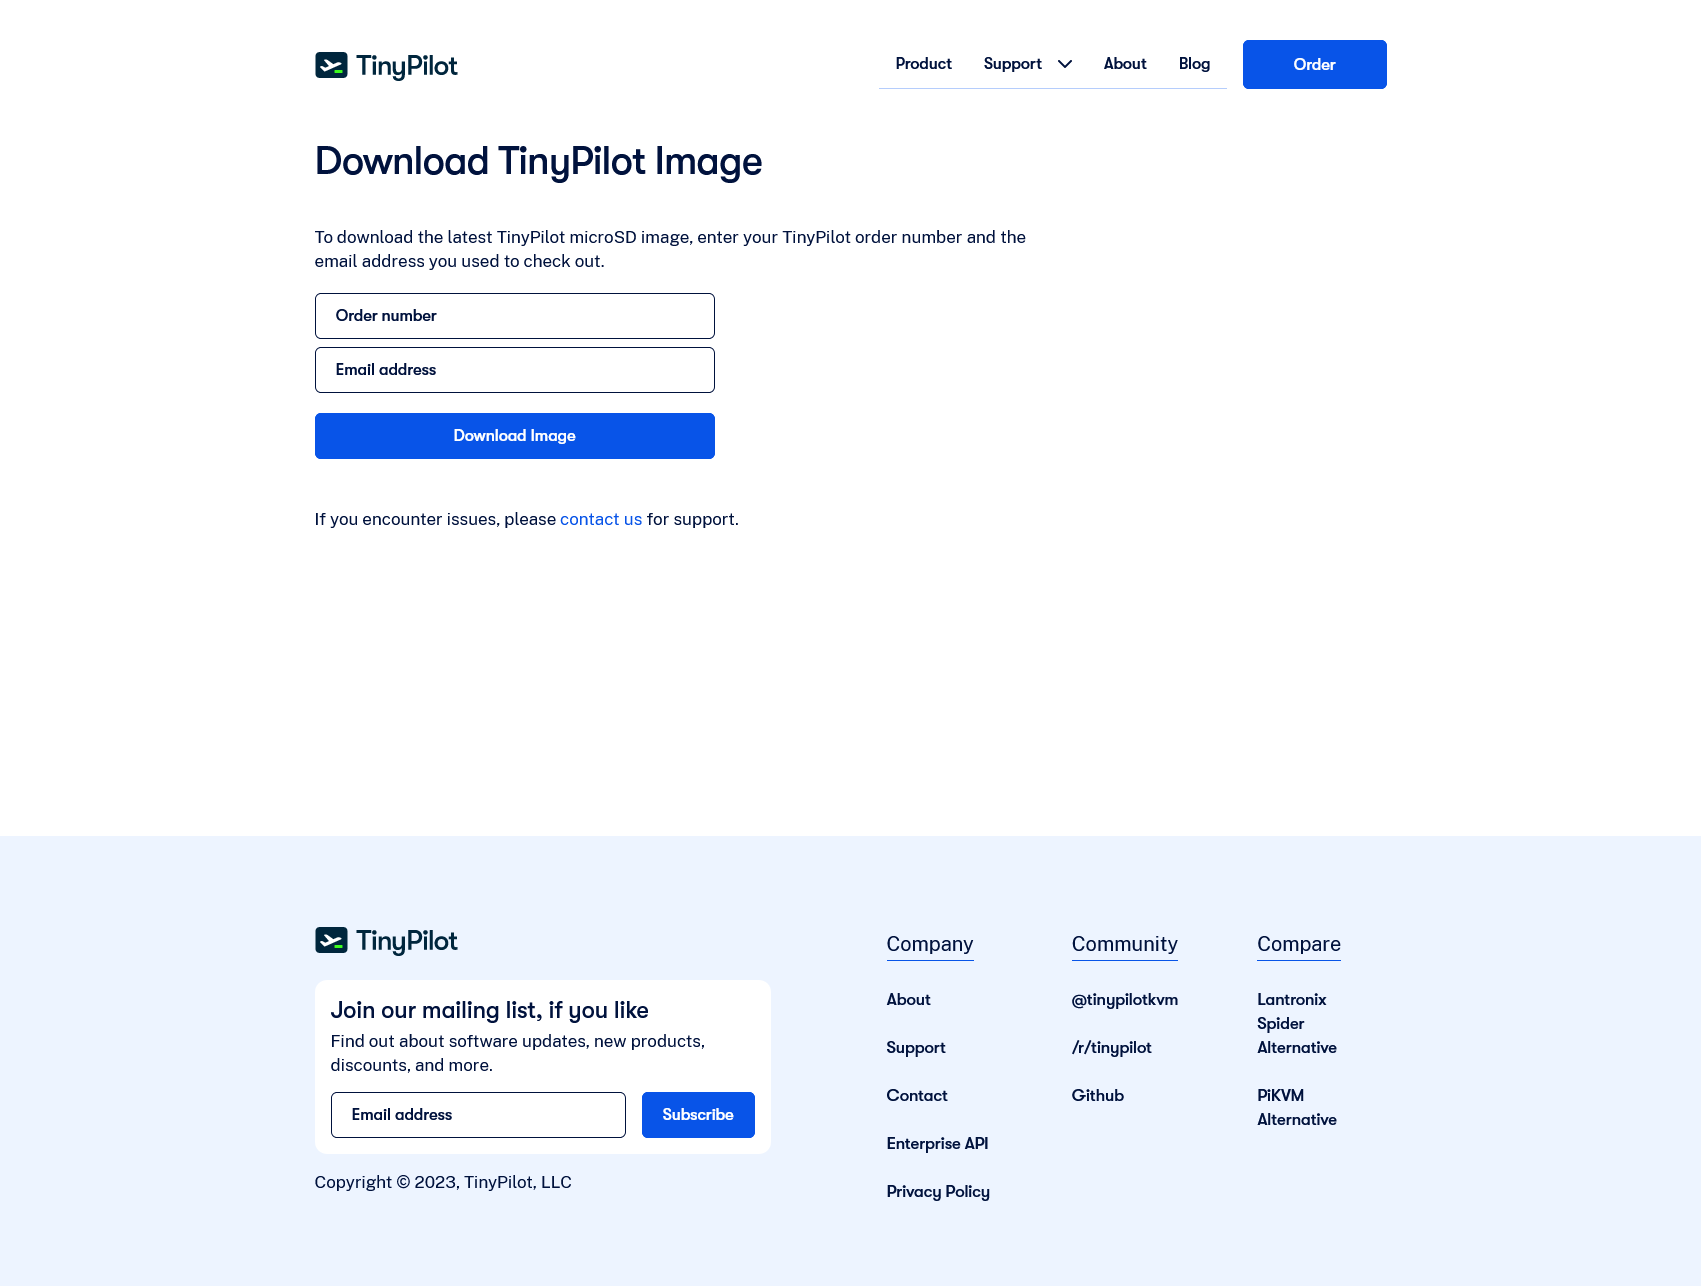 TinyPilot
Product
Support
About
Blog
Order
Download TinyPilot Image
To download the latest TinyPilot microSD image, enter your TinyPilot order number and the
email address you used to check out.
Order number
Email address
Download Image
If you encounter issues, please contact us for support.
TinyPilot
Join our mailing list, if you like
Find out about software updates, new products,
discounts, and more.
Email address
Subscribe
Copyright © 2023, TinyPilot, LLC
Company
About
Support
Contact
Enterprise API
Privacy Policy
Community
@tinypilotkvm
/r/tinypilot
Github
Compare
Lantronix
Spider
Alternative
PiKVM
Alternative